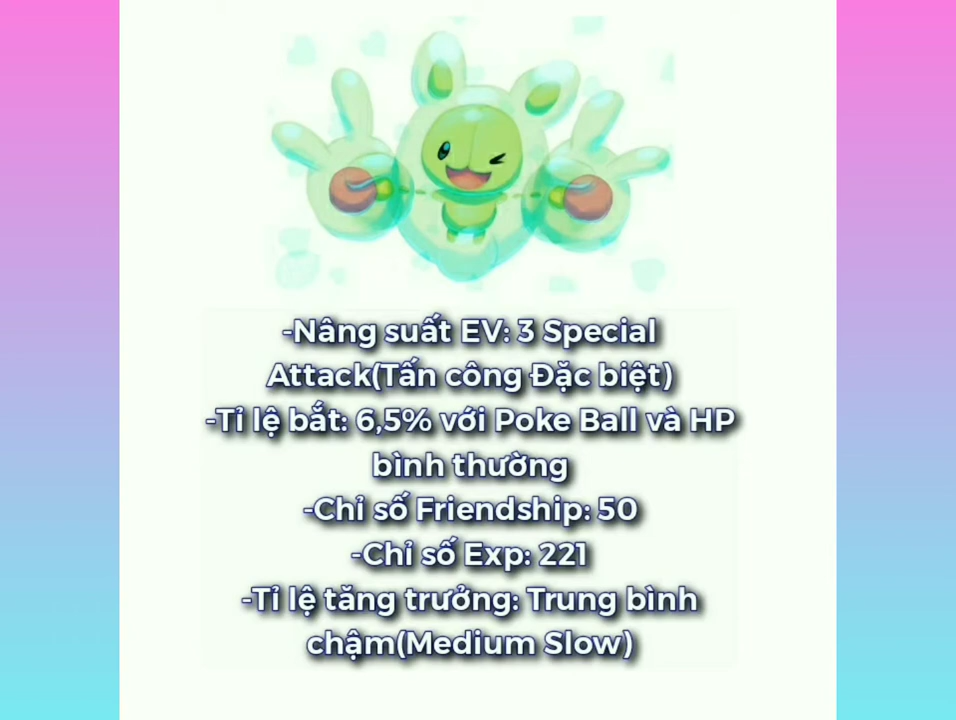 -Nâng suất EV: 3 Special
Attack(Tấn công Đặc biệt)
-Tỉ lệ bắt: 6,5% với Poke Ball và HP
bình thường
-Chỉ số Friendship: 50
-Chỉ số Exp: 221
-Tỉ lệ tăng trưởng: Trung bình
chậm(Medium Slow)